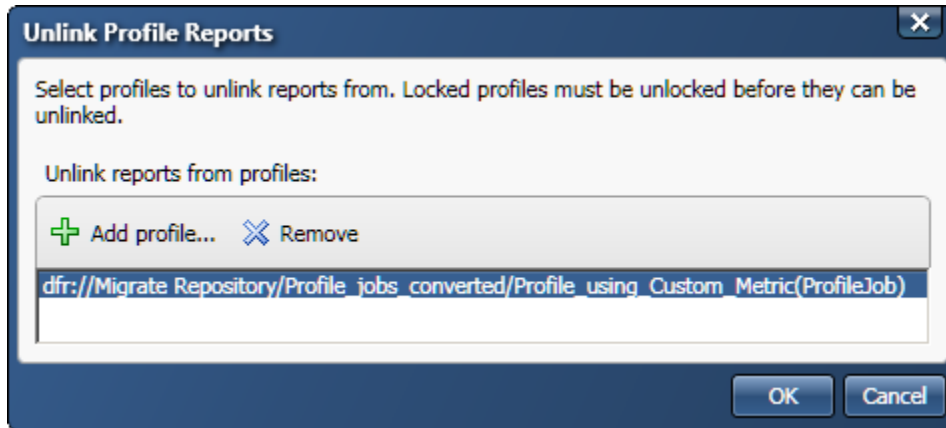 Unlink Profile Reports
Select profiles to unlink reports from. Locked profiles must be unlocked before they can be
unlinked.
Unlink reports from profiles:
Add profile... Remove
dfr://Migrate Repository/Profile_jobs_converted/Profile_using_Custom_Metric(ProfileJob)
OK Cancel